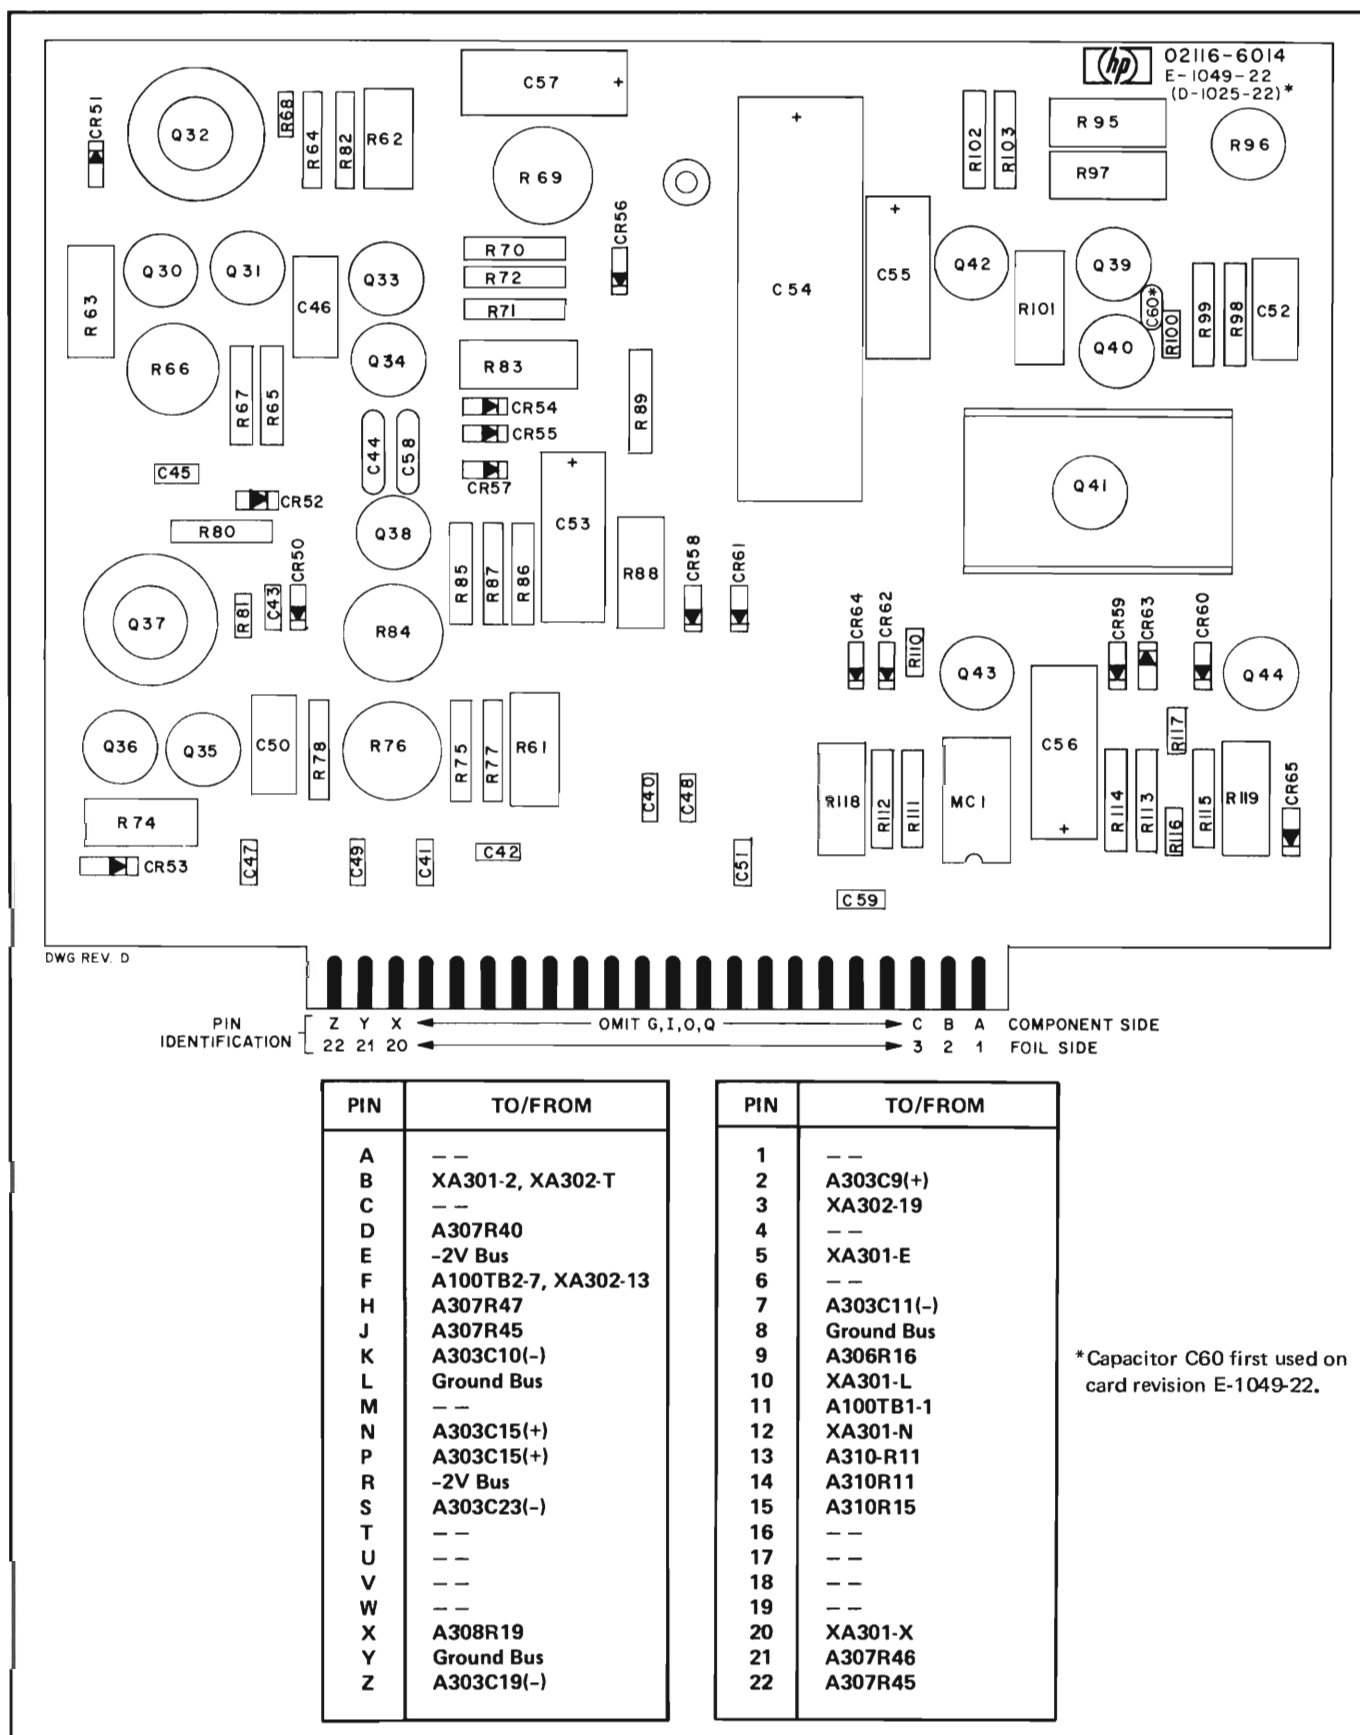 hp 02116-6014
E-1049-22
(D-1025-22)*
CR51
Q32
R68
R64
R82
R62
C57 +
R 69
CR56
+
C 54
+
C55
R102
R103
R 95
R97
R96
R 63
Q30
Q31
C46
Q33
R70
R72
R71
Q42
R101
Q39
C60*
R100
R99
R98
C52
R66
R67
R65
Q34
R83
R89
Q40
CR54
CR55
CR57
C44
C58
C45
CR52
R80
Q38
+
C53
R88
Q41
CR50
R85
R87
R86
CR58
CR61
Q37
R81
C43
R84
CR64
CR62
R110
Q43
CR59
CR63
CR60
Q44
Q36
Q35
C50
R78
R76
R75
R77
R61
C56
+
R117
R74
C40
C48
R118
R112
R111
MC1
R114
R113
R116
R115
R119
CR65
CR53
C47
C49
C41
C42
C51
C59
DWG REV. D
PIN IDENTIFICATION
Z Y X OMIT G,I,O,Q C B A COMPONENT SIDE
22 21 20 3 2 1 FOIL SIDE
PIN TO/FROM
A – –
B XA301-2, XA302-T
C – –
D A307R40
E -2V Bus
F A100TB2-7, XA302-13
H A307R47
J A307R45
K A303C10(-)
L Ground Bus
M – –
N A303C15(+)
P A303C15(+)
R -2V Bus
S A303C23(-)
T – –
U – –
V – –
W – –
X A308R19
Y Ground Bus
Z A303C19(-)
PIN TO/FROM
1 – –
2 A303C9(+)
3 XA302-19
4 – –
5 XA301-E
6 – –
7 A303C11(-)
8 Ground Bus
9 A306R16
10 XA301-L
11 A100TB1-1
12 XA301-N
13 A310-R11
14 A310R11
15 A310R15
16 – –
17 – –
18 – –
19 – –
20 XA301-X
21 A307R46
22 A307R45
*Capacitor C60 first used on
card revision E-1049-22.